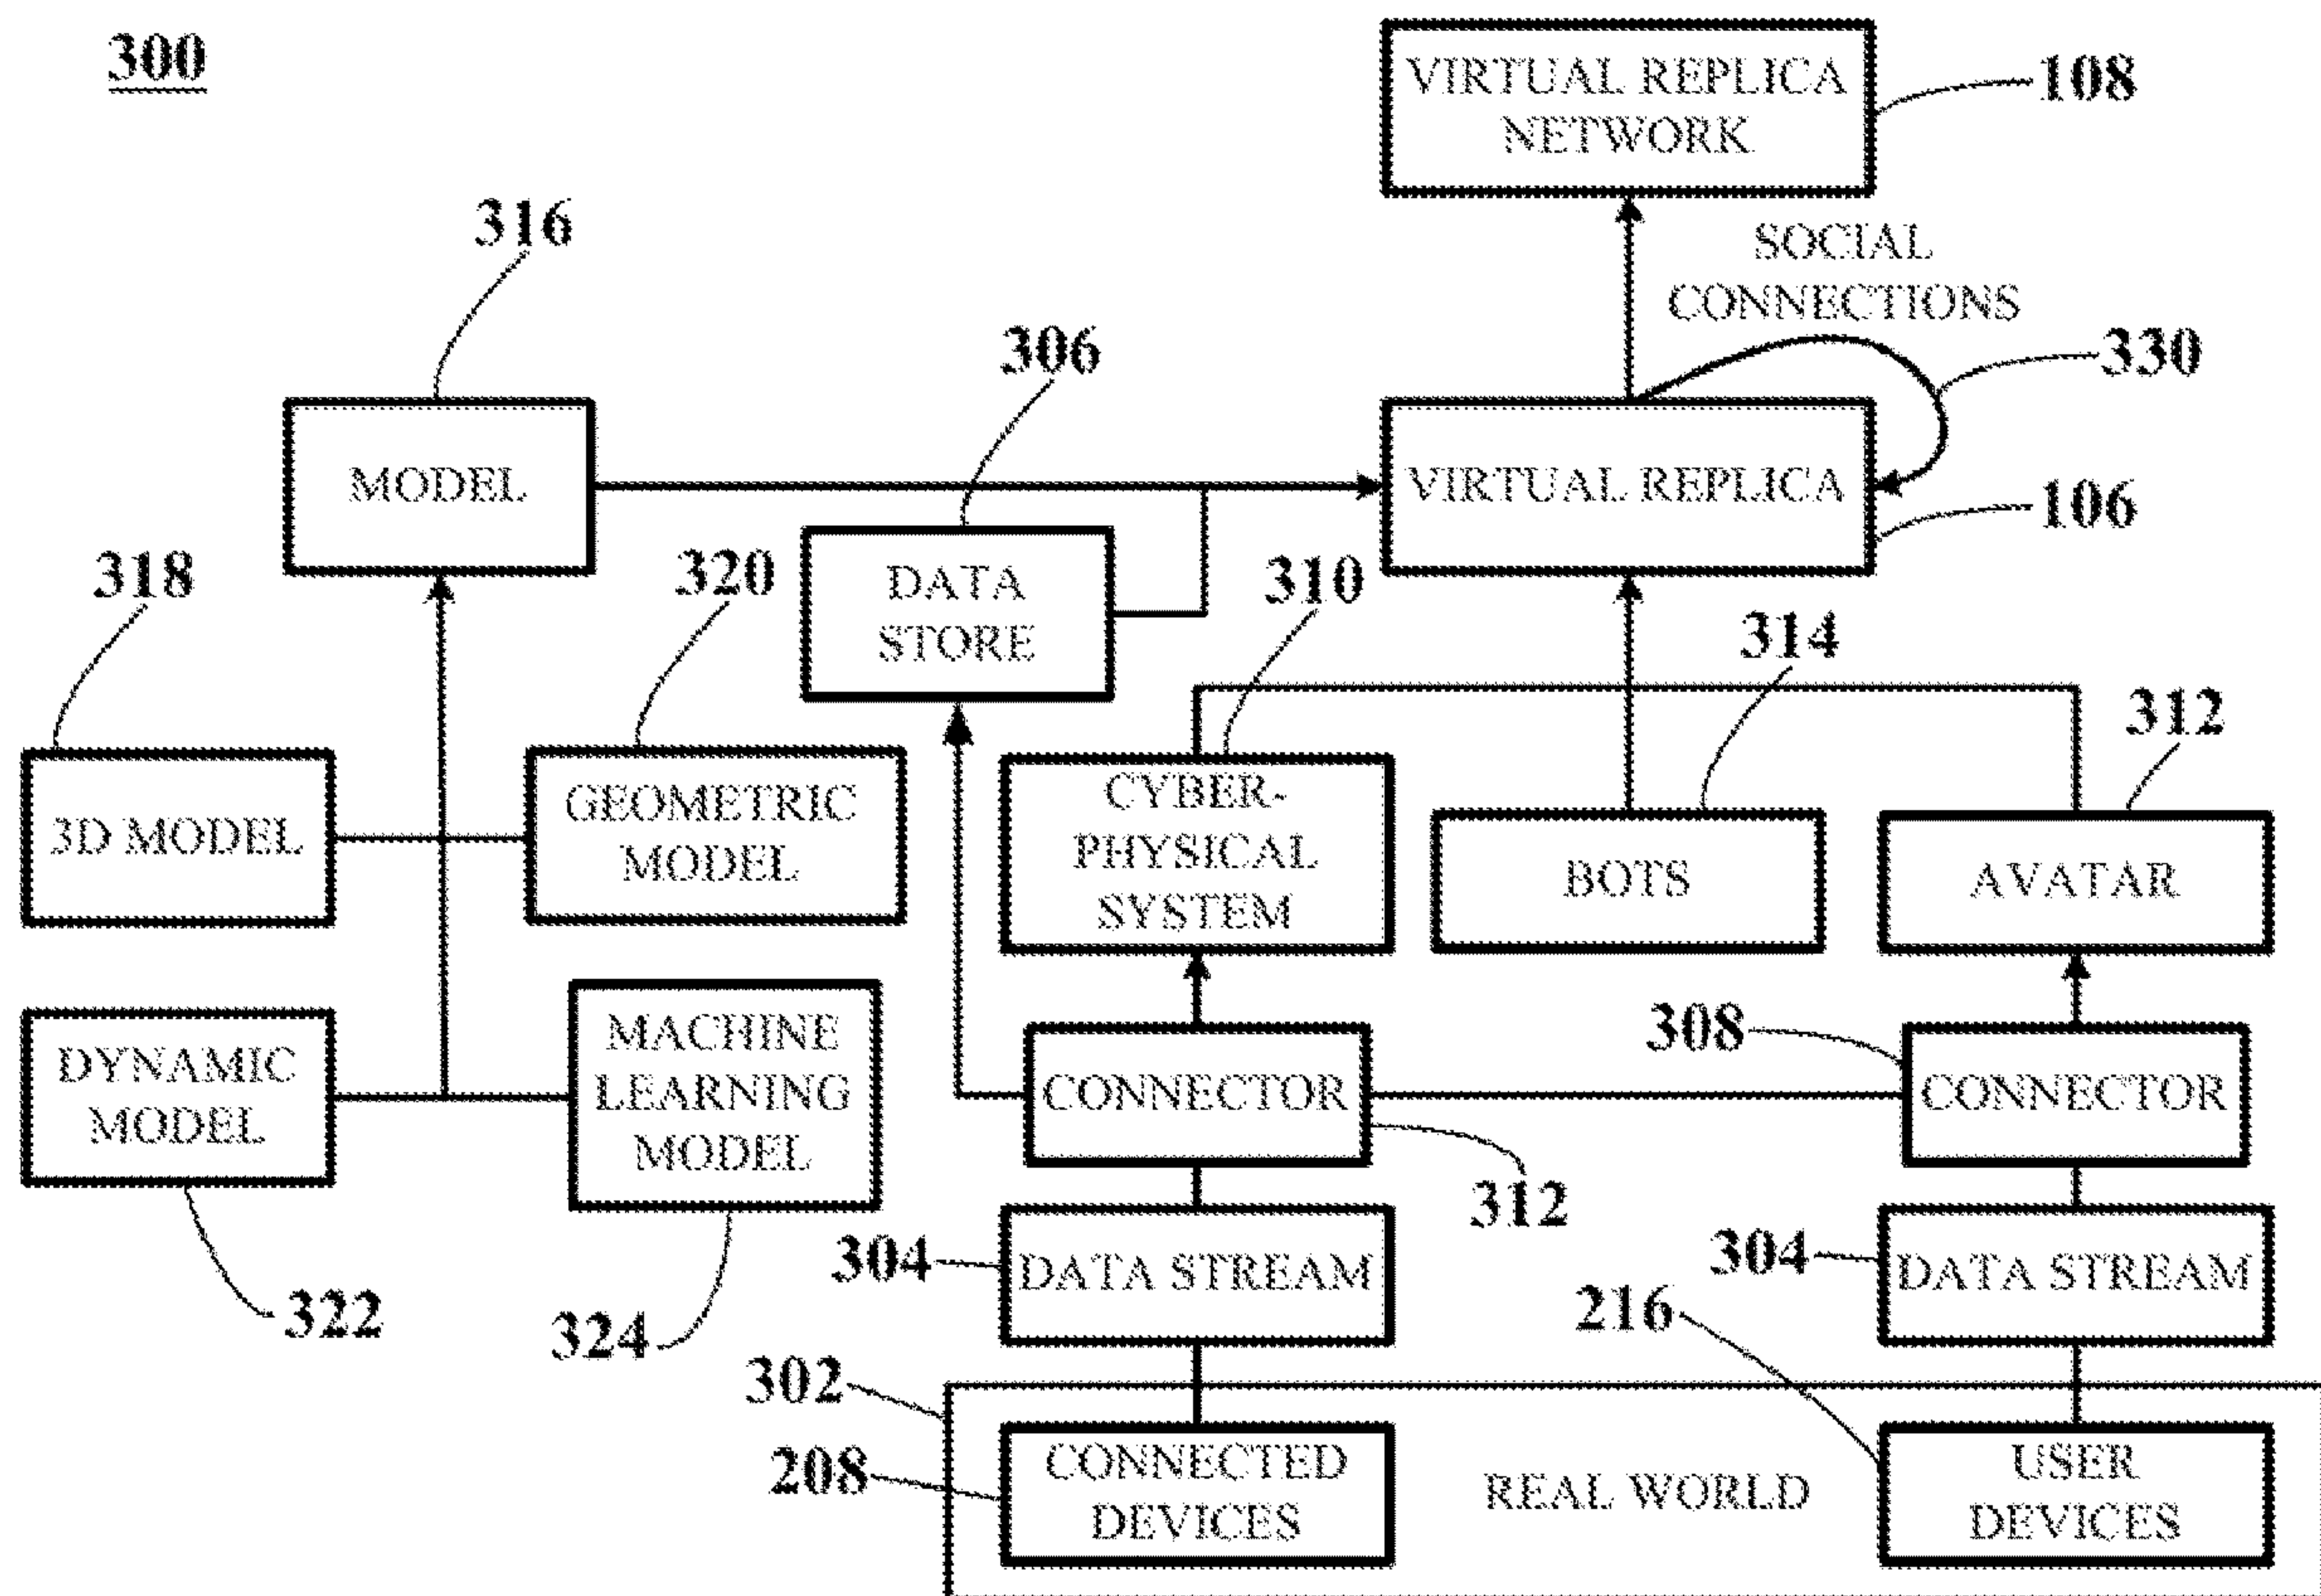 300
VIRTUAL REPLICA
NETWORK
108
316
SOCIAL
CONNECTIONS
306
330
MODEL
VIRTUAL REPLICA
106
318
320
DATA
STORE
310
314
312
3D MODEL
GEOMETRIC
MODEL
CYBER-
PHYSICAL
SYSTEM
BOTS
AVATAR
DYNAMIC
MODEL
MACHINE
LEARNING
MODEL
CONNECTOR
308
CONNECTOR
312
322
324
304
DATA STREAM
304
DATA STREAM
216
302
208
CONNECTED
DEVICES
REAL WORLD
USER
DEVICES